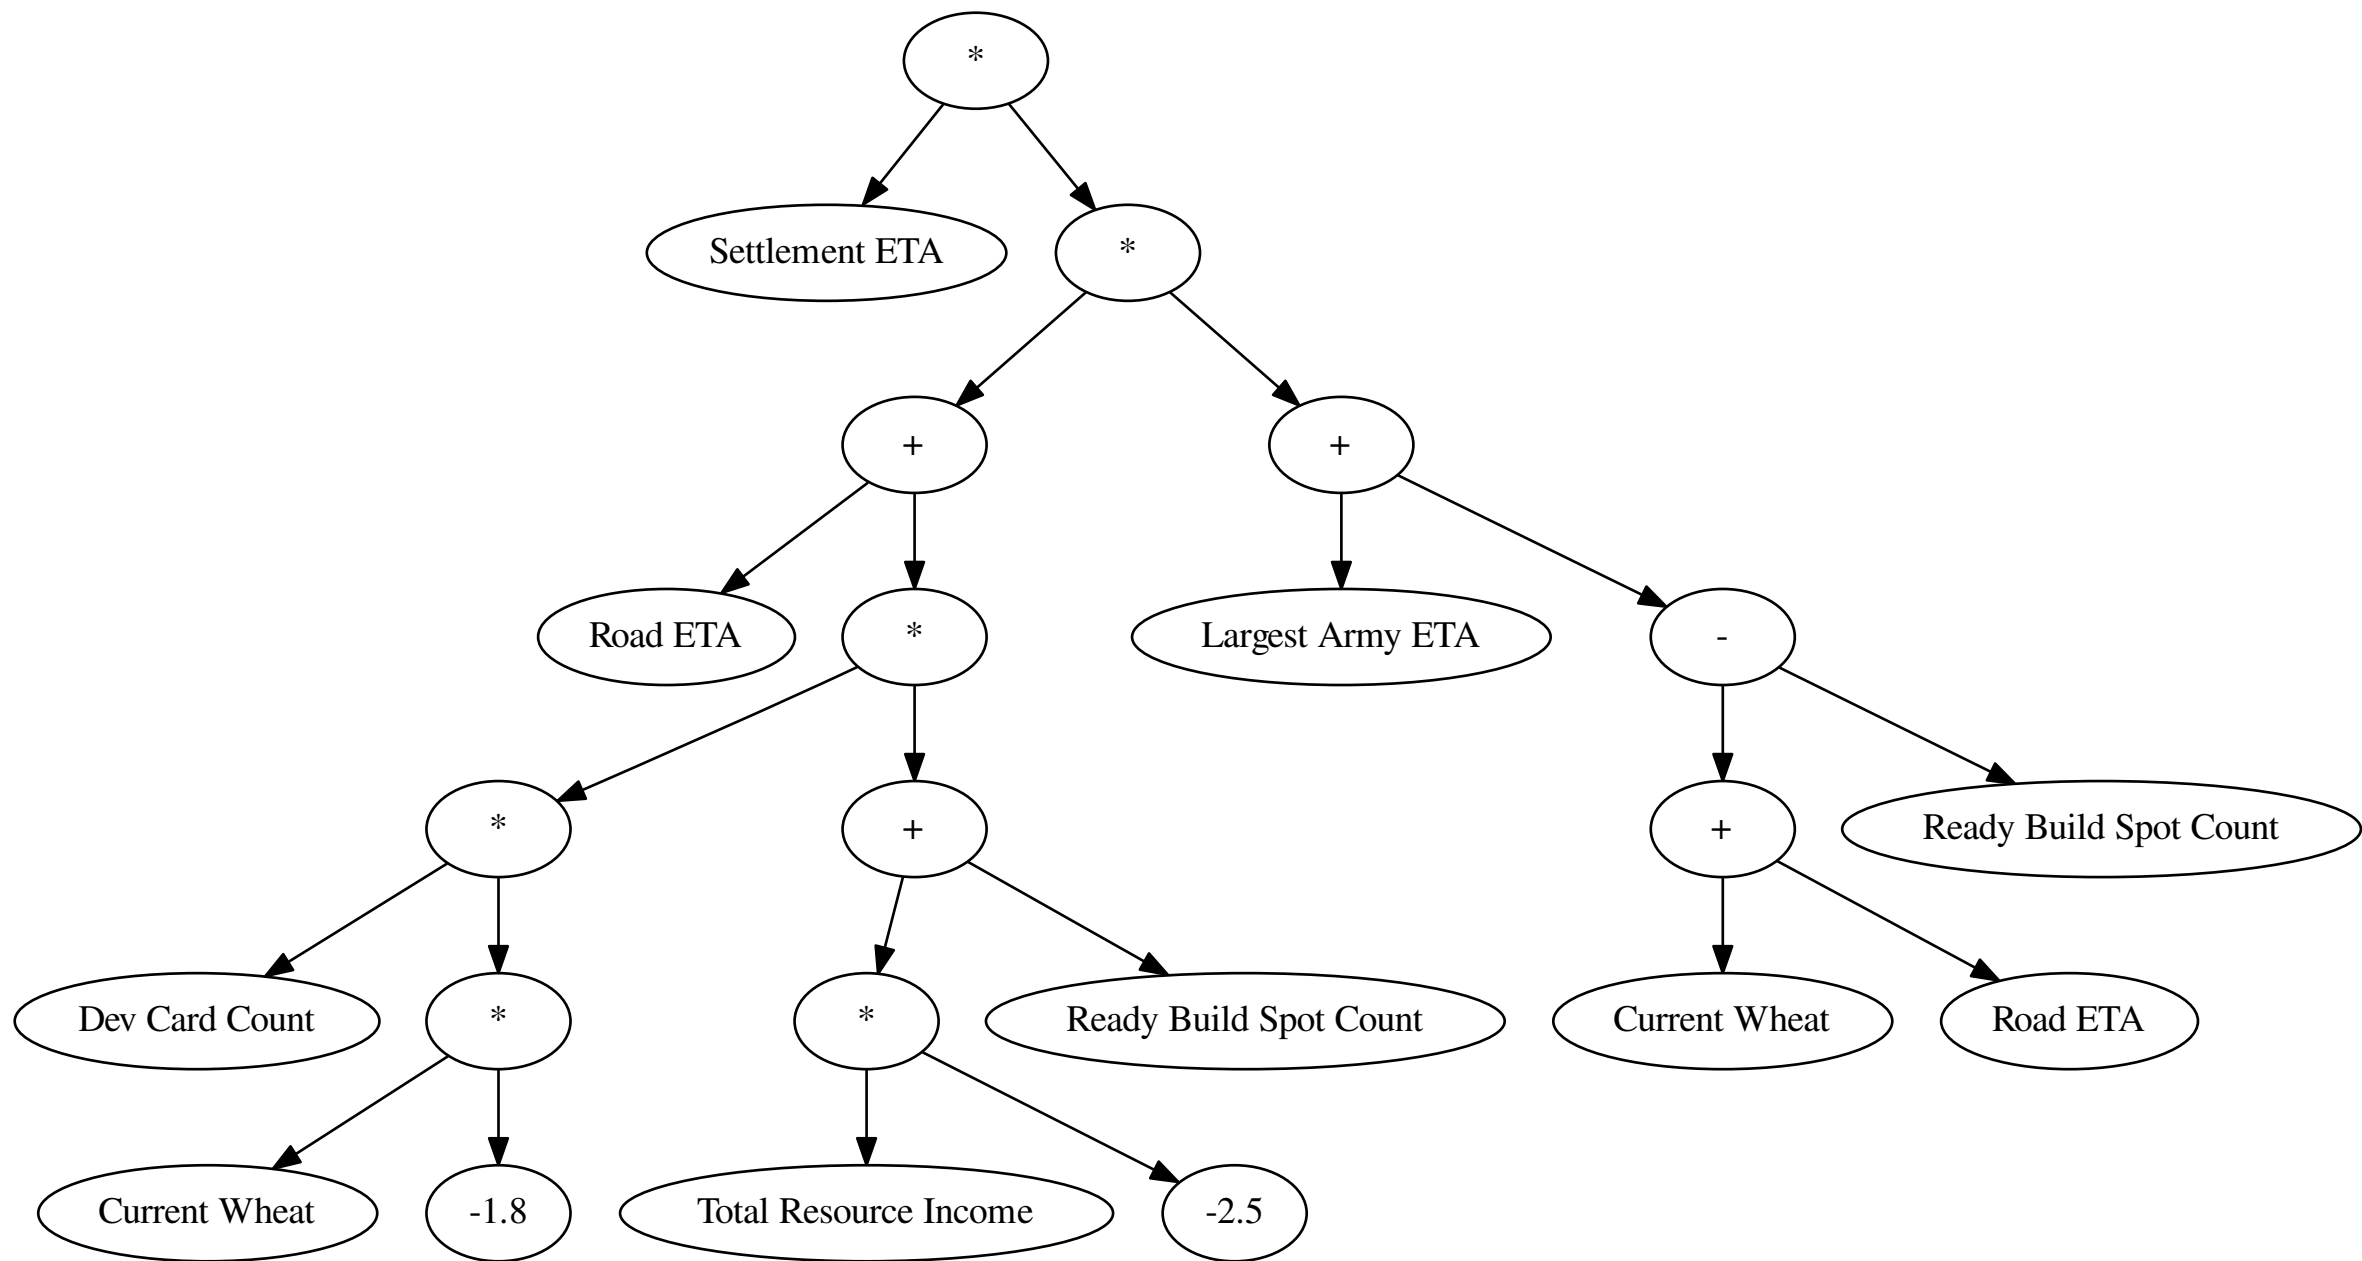 *
Settlement ETA
*
+
+
Road ETA
*
Largest Army ETA
-
*
+
+
Ready Build Spot Count
Dev Card Count
*
*
Ready Build Spot Count
Current Wheat
Road ETA
Current Wheat
-1.8
Total Resource Income
-2.5